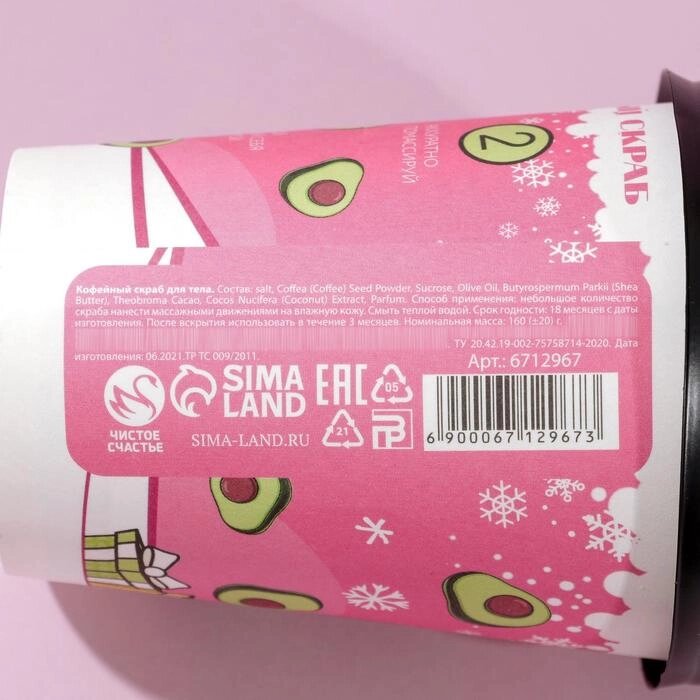 Й СКРАБ
2
АККУРАТНО
ПОМАССИРУЙ
Кофейный скраб для тела. Состав: salt, Coffea (Coffee) Seed Powder, Sucrose, Olive Oil, Butyrospermum Parkii (Shea
Butter), Theobroma Cacao, Cocos Nucifera (Coconut) Extract, Parfum. Способ применения: небольшое количество
скраба нанести массажными движениями на влажную кожу. Смыть теплой водой. Срок годности: 18 месяцев с даты
изготовления. После вскрытия использовать в течение 3 месяцев. Номинальная масса: 160 (±20) г.
ТУ 20.42.19-002-75758714-2020. Дата
изготовления: 06.2021.ТР ТС 009/2011.
Арт.: 6712967
ЧИСТОЕ
СЧАСТЬЕ
SIMA
LAND
SIMA-LAND.RU
EAC
05
21
РВ
6 900067 129673